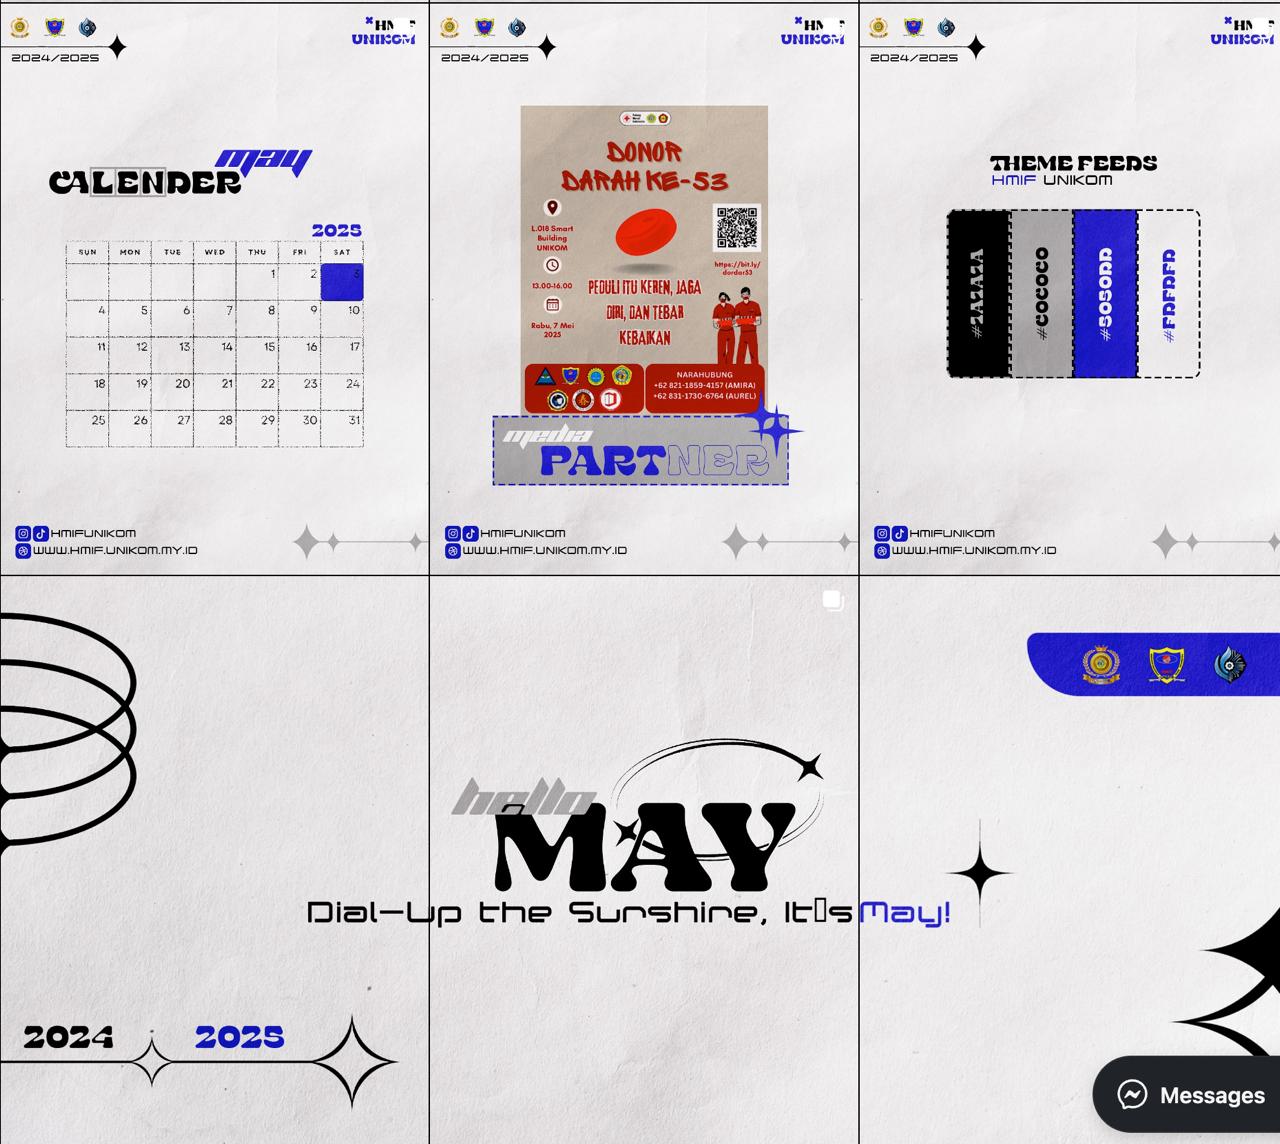 2024/2025
UNIKOM
may
CALENDER
2025
SUN MON TUE WED THU FRI SAT
1 2 3
4 5 6 7 8 9 10
11 12 13 14 15 16 17
18 19 20 21 22 23 24
25 26 27 28 29 30 31
HMIFUNIKOM
WWW.HMIF.UNIKOM.MY.ID
2024/2025
UNIKOM
DONOR
DARAH KE-53
L.018 Smart
Building
UNIKOM
13.00-16.00
Rabu, 7 Mei
2025
https://bit.ly/
dordar53
PEDULI ITU KEREN, JAGA
DIRI, DAN TEBAR
KEBAIKAN
NARAHUBUNG
+62 821-1859-4157 (AMIRA)
+62 831-1730-6764 (AUREL)
media
PARTNER
HMIFUNIKOM
WWW.HMIF.UNIKOM.MY.ID
2024/2025
UNIKOM
THEME FEEDS
HMIF UNIKOM
#2A2A2A
#C0C0C0
HMIFUNIKOM
WWW.HMIF.UNIKOM.MY.ID
hello
MAY
Dial-Up the Sunshine, It▯s May!
2024 2025
Messages